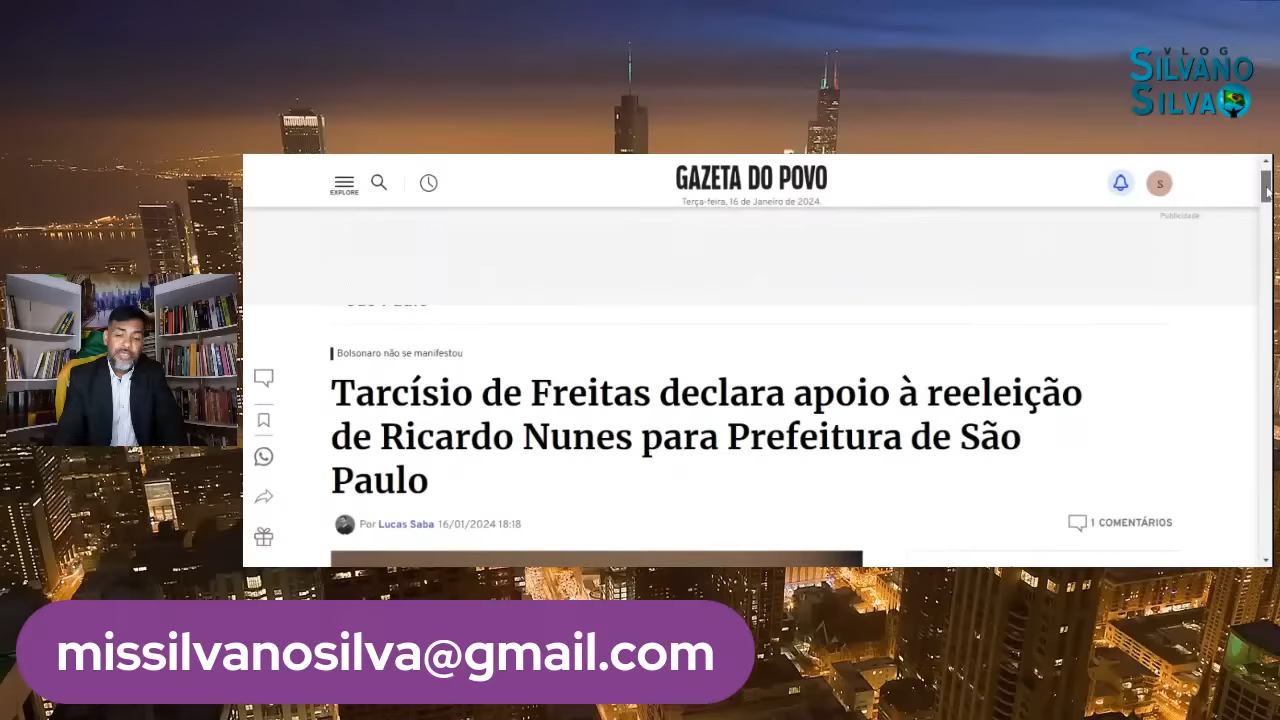 VLOG
SILVANO
SILVA
EXPLORE
GAZETA DO POVO
Terça-feira, 16 de Janeiro de 2024.
S
Publicidade
São Paulo
Bolsonaro não se manifestou
Tarcísio de Freitas declara apoio à reeleição
de Ricardo Nunes para Prefeitura de São
Paulo
Por Lucas Saba 16/01/2024 18:18
1 COMENTÁRIOS
missilvanosilva@gmail.com